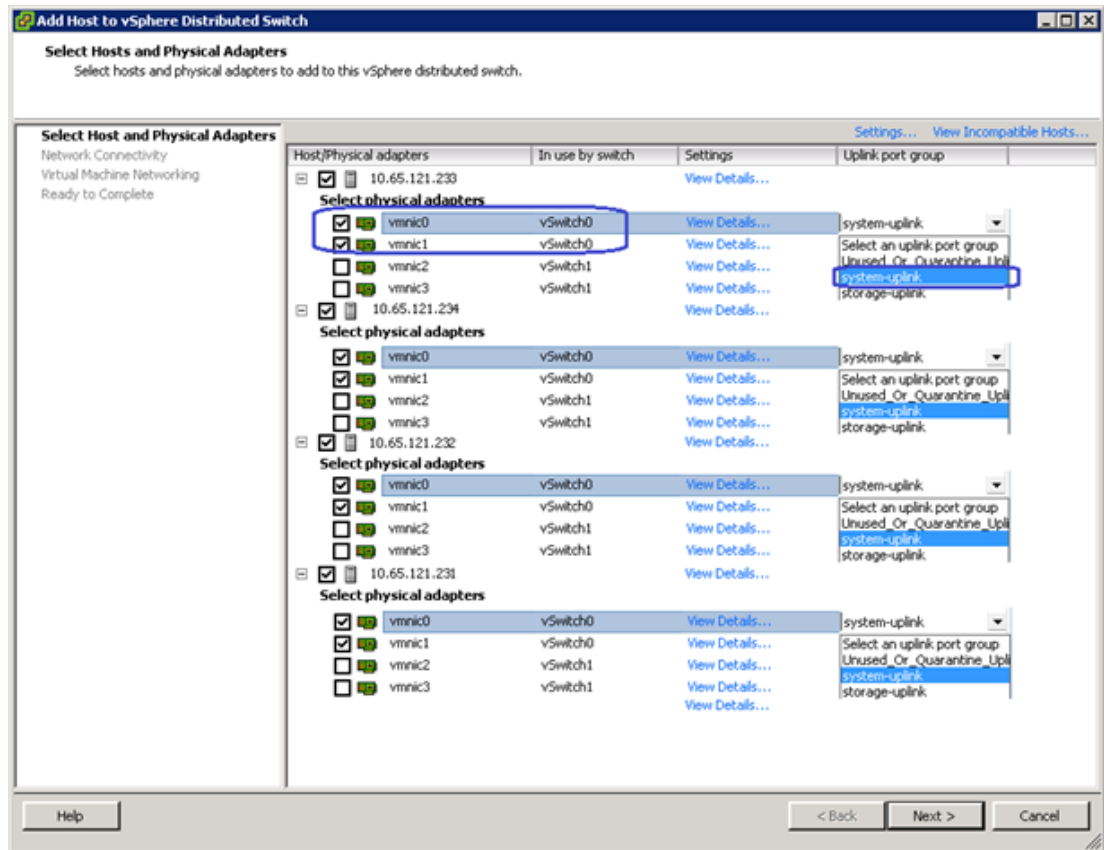 Add Host to vSphere Distributed Switch
Select Hosts and Physical Adapters
Select hosts and physical adapters to add to this vSphere distributed switch.
Select Host and Physical Adapters
Network Connectivity
Virtual Machine Networking
Ready to Complete
Settings... View Incompatible Hosts...
Host/Physical adapters In use by switch Settings Uplink port group
10.65.121.233 View Details...
Select physical adapters
vmnic0 vSwitch0 View Details... system-uplink
vmnic1 vSwitch0 View Details... Select an uplink port group
vmnic2 vSwitch1 View Details... Unused_Or_Quarantine_Upli
system-uplink
vmnic3 vSwitch1 View Details... storage-uplink
10.65.121.234 View Details...
Select physical adapters
vmnic0 vSwitch0 View Details... system-uplink
vmnic1 vSwitch0 View Details... Select an uplink port group
vmnic2 vSwitch1 View Details... Unused_Or_Quarantine_Upli
system-uplink
vmnic3 vSwitch1 View Details... storage-uplink
10.65.121.232 View Details...
Select physical adapters
vmnic0 vSwitch0 View Details... system-uplink
vmnic1 vSwitch0 View Details... Select an uplink port group
vmnic2 vSwitch1 View Details... Unused_Or_Quarantine_Upli
system-uplink
vmnic3 vSwitch1 View Details... storage-uplink
10.65.121.231 View Details...
Select physical adapters
vmnic0 vSwitch0 View Details... system-uplink
vmnic1 vSwitch0 View Details... Select an uplink port group
vmnic2 vSwitch1 View Details... Unused_Or_Quarantine_Upli
system-uplink
vmnic3 vSwitch1 View Details... storage-uplink
View Details...
Help < Back Next > Cancel